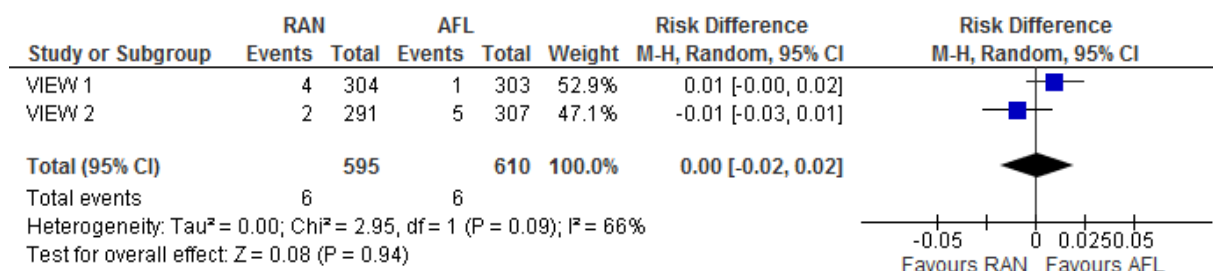 RAN AFL Risk Difference Risk Difference
Study or Subgroup Events Total Events Total Weight M-H, Random, 95% CI M-H, Random, 95% CI
VIEW 1 4 304 1 303 52.9% 0.01 [-0.00, 0.02]
VIEW 2 2 291 5 307 47.1% -0.01 [-0.03, 0.01]
Total (95% CI) 595 610 100.0% 0.00 [-0.02, 0.02]
Total events 6 6
Heterogeneity: Tau² = 0.00; Chi² = 2.95, df = 1 (P = 0.09); I² = 66%
Test for overall effect: Z = 0.08 (P = 0.94)
-0.05 0 0.0250.05
Favours RAN Favours AFL